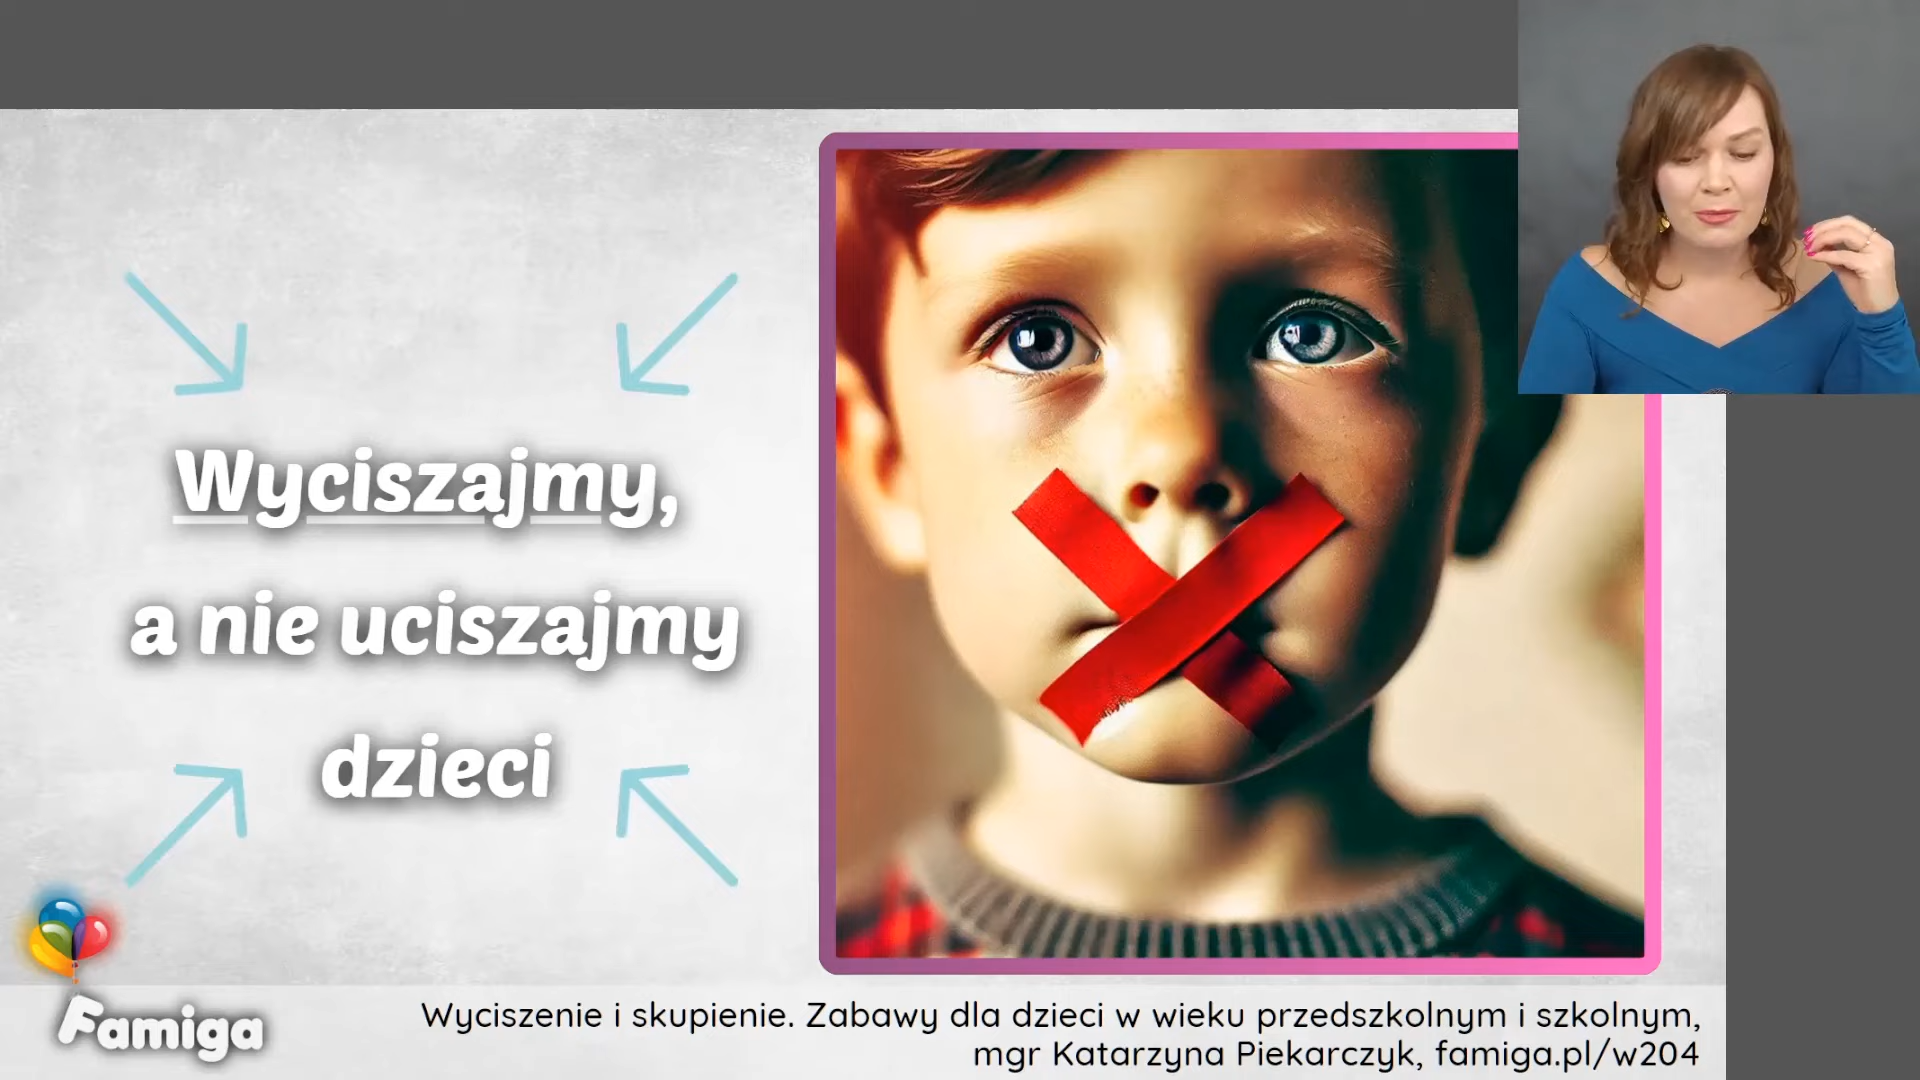 Wyciszajmy,
a nie uciszajmy
dzieci
Famiga
Wyciszenie i skupienie. Zabawy dla dzieci w wieku przedszkolnym i szkolnym,
mgr Katarzyna Piekarczyk, famiga.pl/w204